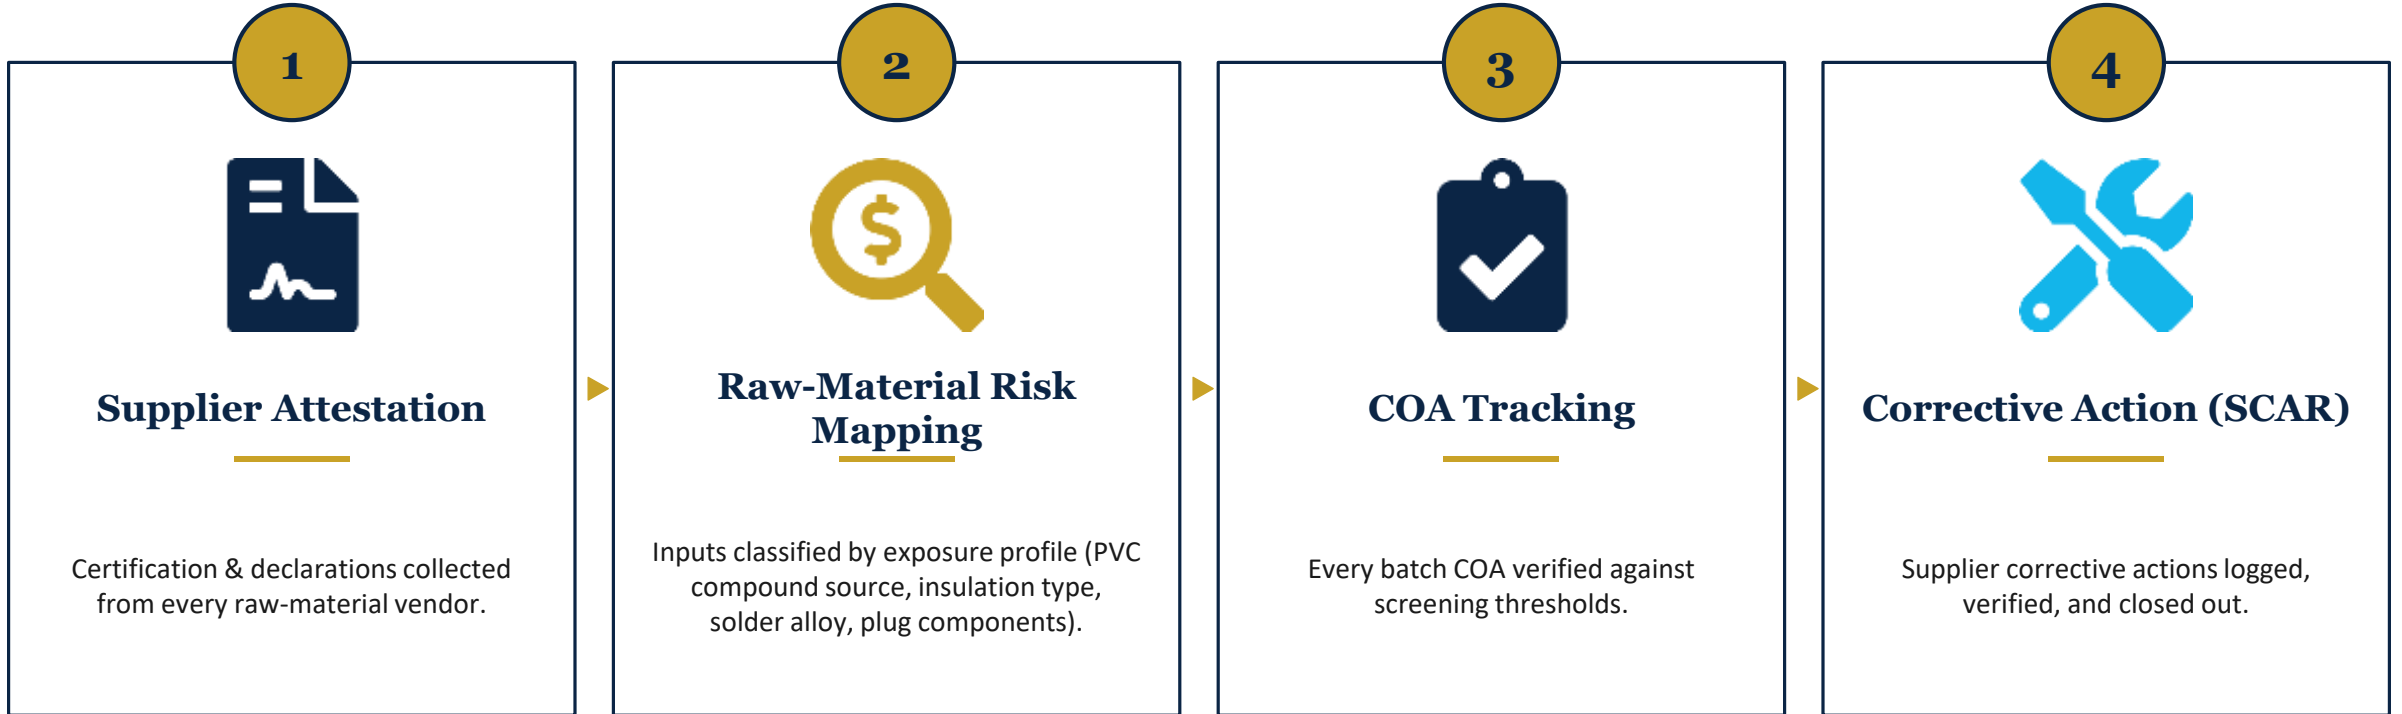 1
Supplier Attestation
Certification & declarations collected
from every raw-material vendor.
2
$
Raw-Material Risk
Mapping
Inputs classified by exposure profile (PVC
compound source, insulation type,
solder alloy, plug components).
3
COA Tracking
Every batch COA verified against
screening thresholds.
4
Corrective Action (SCAR)
Supplier corrective actions logged,
verified, and closed out.